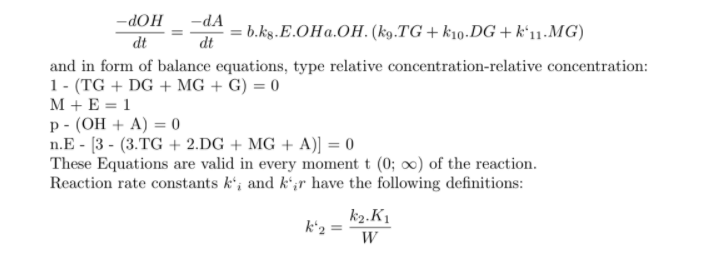 −dOH/dt = −dA/dt = b.k₈.E.OHa.OH.(k₉.TG + k₁₀.DG + k‘₁₁.MG)
and in form of balance equations, type relative concentration-relative concentration:
1 - (TG + DG + MG + G) = 0
M + E = 1
p - (OH + A) = 0
n.E - [3 - (3.TG + 2.DG + MG + A)] = 0
These Equations are valid in every moment t (0; ∞) of the reaction.
Reaction rate constants k‘ᵢ and k‘ᵢr have the following definitions:
k‘₂ = k₂.K₁/W